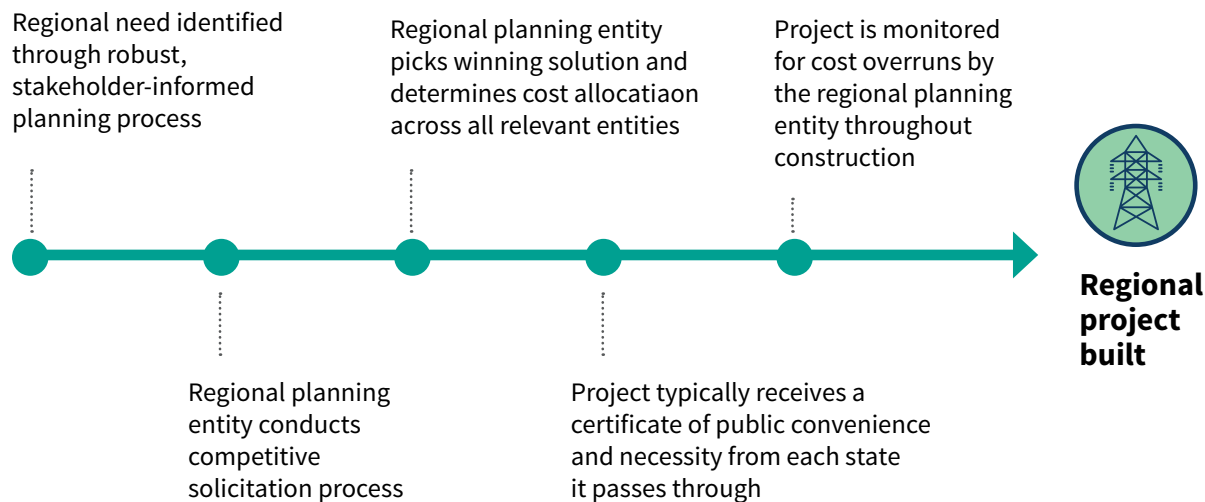 Regional need identified
through robust,
stakeholder-informed
planning process
Regional planning
entity conducts
competitive
solicitation process
Regional planning entity
picks winning solution and
determines cost allocatiaon
across all relevant entities
Project typically receives a
certificate of public convenience
and necessity from each state
it passes through
Project is monitored
for cost overruns by
the regional planning
entity throughout
construction
Regional
project
built